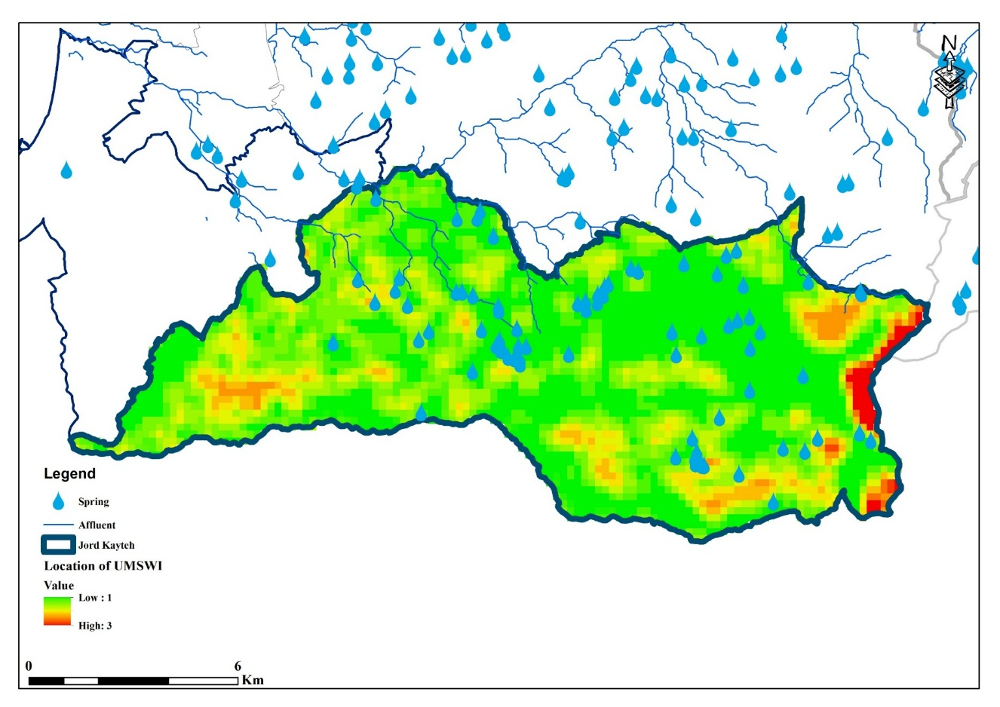 N
Legend
Spring
Affluent
Jord Kayteh
Location of UMSWI
Value
Low : 1
High: 3
0 6
Km